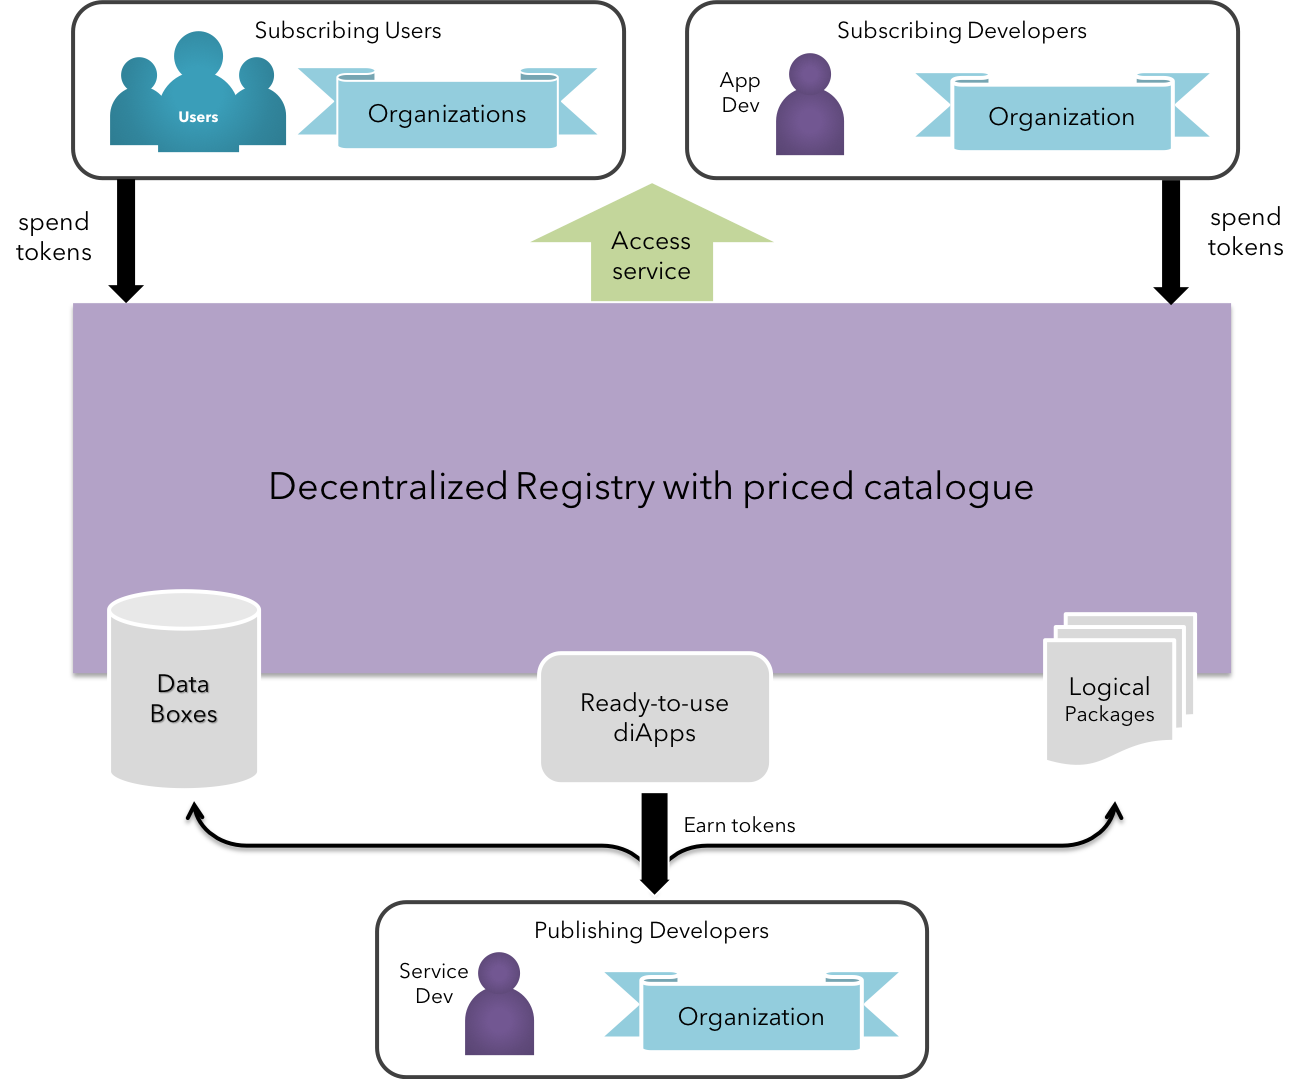 Subscribing Users
Users
Organizations
Subscribing Developers
App
Dev
Organization
spend
tokens
Access
service
spend
tokens
Decentralized Registry with priced catalogue
Data
Boxes
Ready-to-use
diApps
Logical
Packages
Earn tokens
Publishing Developers
Service
Dev
Organization